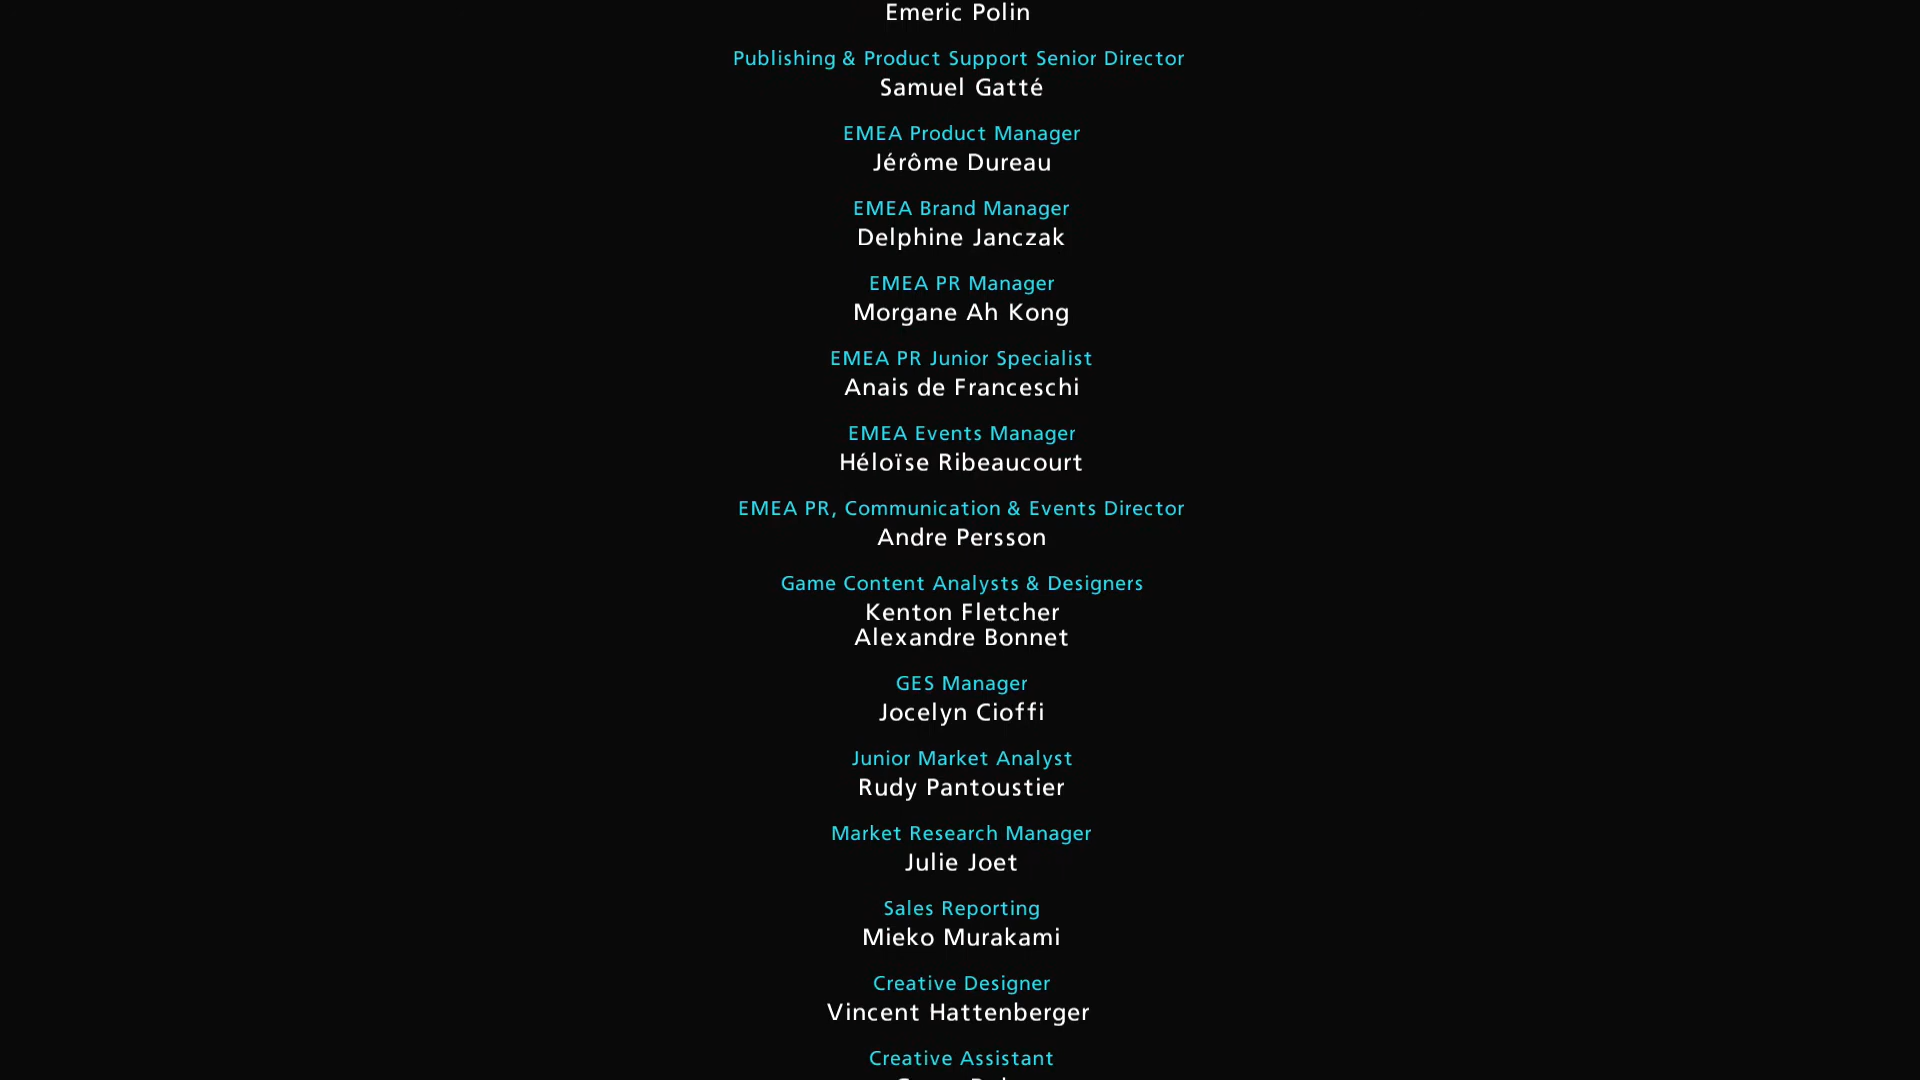 Emeric Polin
Publishing & Product Support Senior Director
Samuel Gatté
EMEA Product Manager
Jérôme Dureau
EMEA Brand Manager
Delphine Janczak
EMEA PR Manager
Morgane Ah Kong
EMEA PR Junior Specialist
Anais de Franceschi
EMEA Events Manager
Héloïse Ribeaucourt
EMEA PR, Communication & Events Director
Andre Persson
Game Content Analysts & Designers
Kenton Fletcher
Alexandre Bonnet
GES Manager
Jocelyn Cioffi
Junior Market Analyst
Rudy Pantoustier
Market Research Manager
Julie Joet
Sales Reporting
Mieko Murakami
Creative Designer
Vincent Hattenberger
Creative Assistant